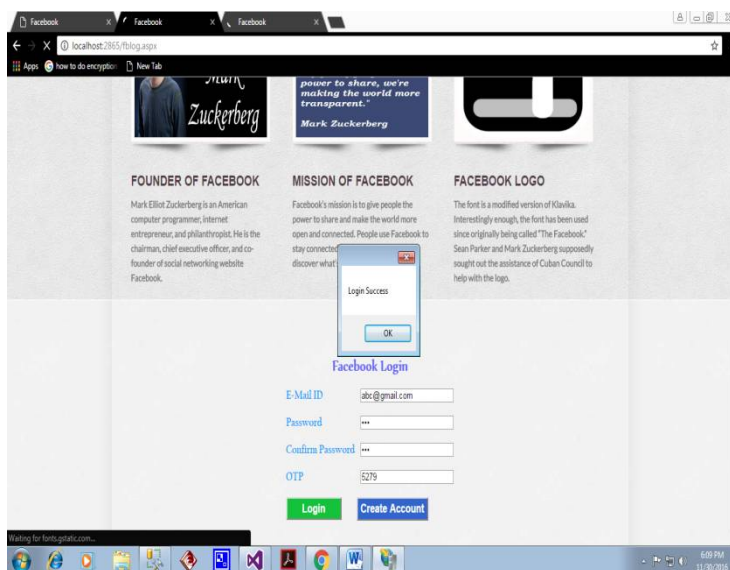 Facebook
Facebook
Facebook
localhost:2865/fblog.aspx
Apps
how to do encryption
New Tab
Mark
Zuckerberg
power to share, we're
making the world more
transparent."
Mark Zuckerberg
FOUNDER OF FACEBOOK
Mark Elliot Zuckerberg is an American
computer programmer, internet
entrepreneur, and philanthropist. He is the
chairman, chief executive officer, and co-
founder of social networking website
Facebook.
MISSION OF FACEBOOK
Facebook's mission is to give people the
power to share and make the world more
open and connected. People use Facebook to
stay connected
discover what'
FACEBOOK LOGO
The font is a modified version of Klavika.
Interestingly enough, the font has been used
since originally being called "The Facebook."
Sean Parker and Mark Zuckerberg supposedly
sought out the assistance of Cuban Council to
help with the logo.
Login Success
OK
Facebook Login
E-Mail ID
abc@gmail.com
Password
•••
Confirm Password
•••
OTP
5279
Login
Create Account
Waiting for fonts.gstatic.com...
6:09 PM
11/30/2016